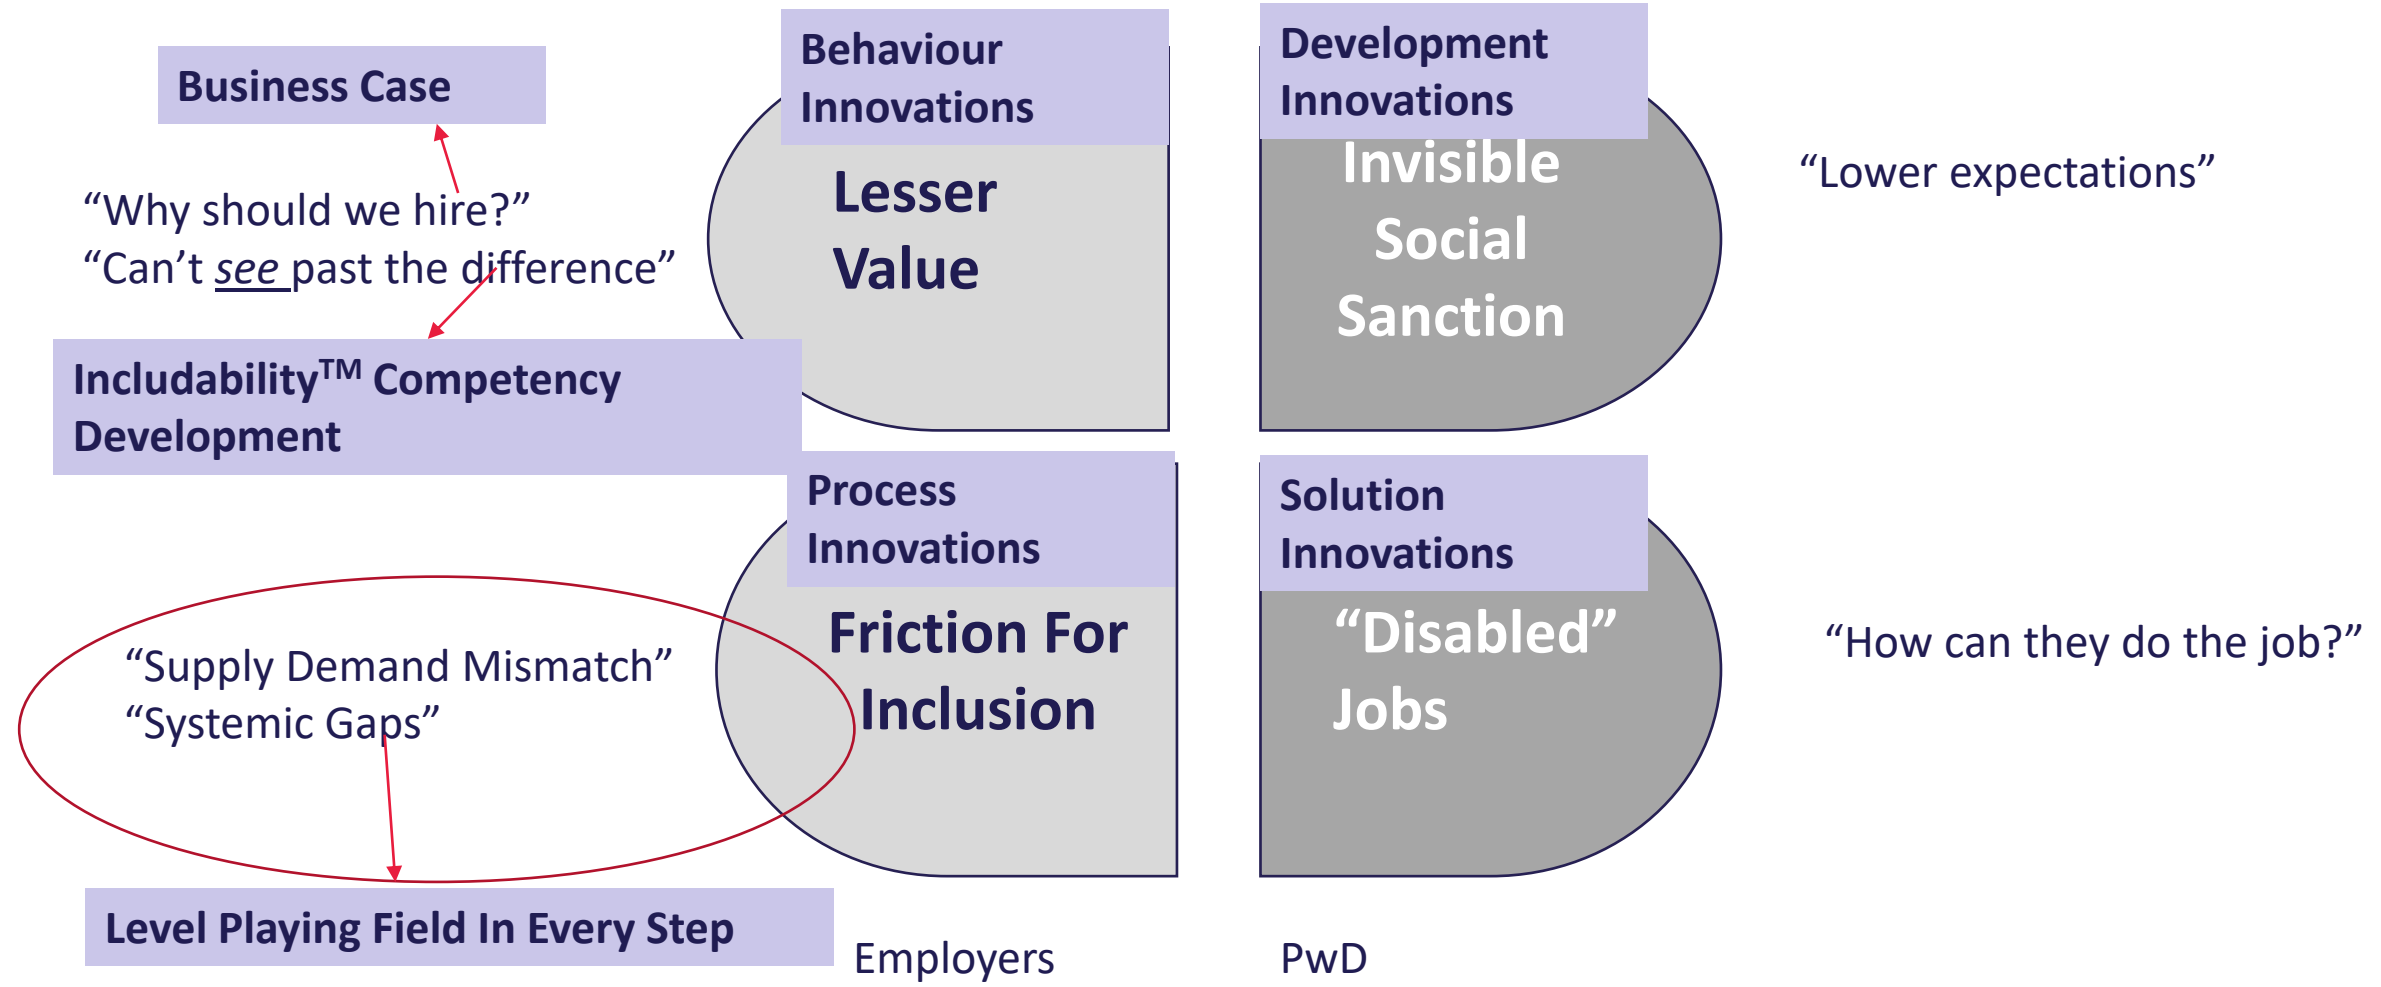 Business Case
“Why should we hire?”
“Can’t see past the difference”
Includability™ Competency
Development
Behaviour
Innovations
Lesser
Value
Development
Innovations
Invisible
Social
Sanction
“Lower expectations”
“Supply Demand Mismatch”
“Systemic Gaps”
Level Playing Field In Every Step
Process
Innovations
Friction For
Inclusion
Solution
Innovations
“Disabled”
Jobs
“How can they do the job?”
Employers
PwD